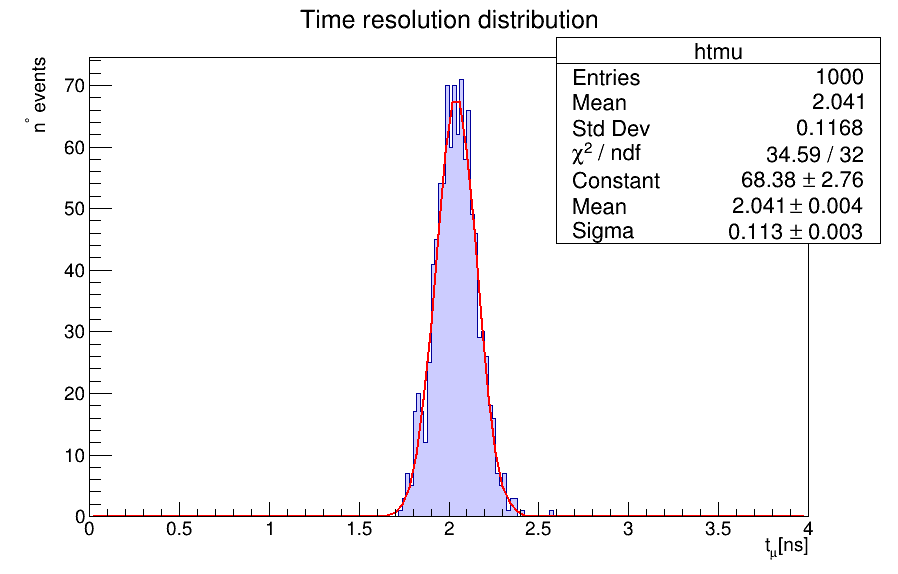 Time resolution distribution
htmu
Entries 1000
Mean 2.041
Std Dev 0.1168
χ² / ndf 34.59 / 32
Constant 68.38 ± 2.76
Mean 2.041 ± 0.004
Sigma 0.113 ± 0.003
n° events
70
60
50
40
30
20
10
0
0 0.5 1 1.5 2 2.5 3 3.5 4
tμ[ns]